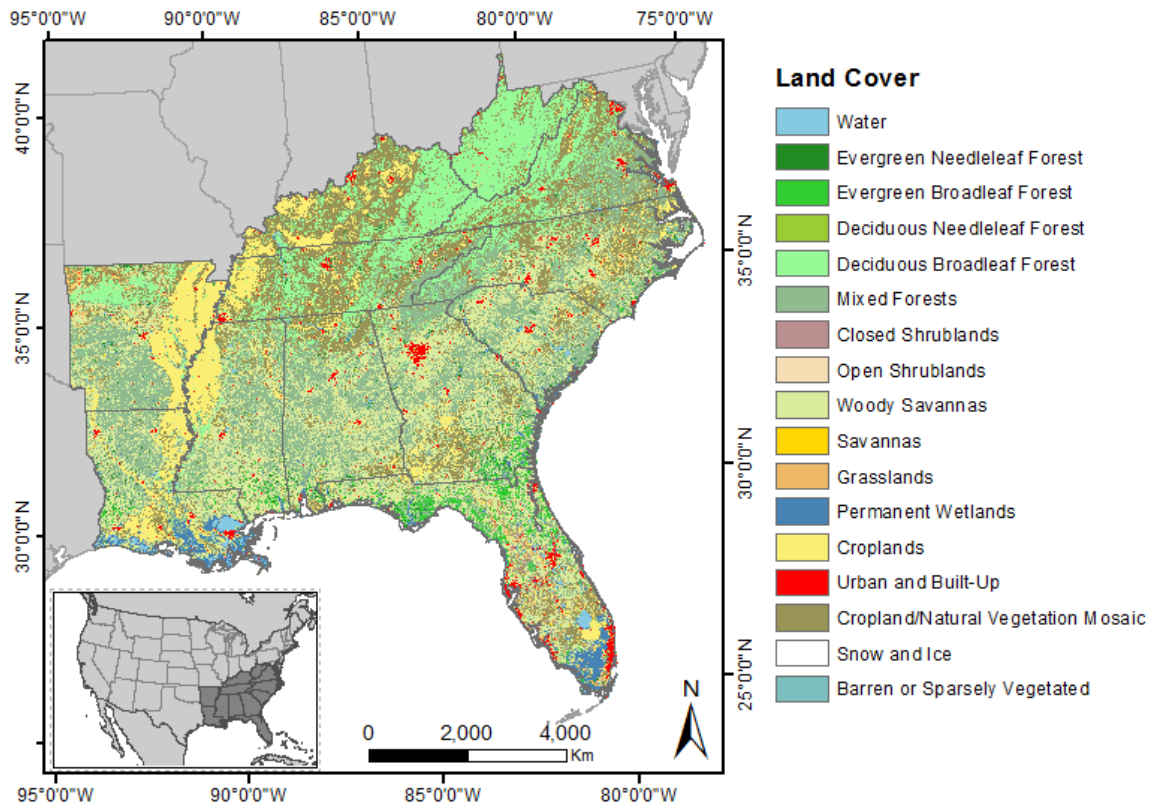 95°0'0"W 90°0'0"W 85°0'0"W 80°0'0"W 75°0'0"W
40°0'0"N
35°0'0"N
30°0'0"N
35°0'0"N
30°0'0"N
25°0'0"N
Land Cover
Water
Evergreen Needleleaf Forest
Evergreen Broadleaf Forest
Deciduous Needleleaf Forest
Deciduous Broadleaf Forest
Mixed Forests
Closed Shrublands
Open Shrublands
Woody Savannas
Savannas
Grasslands
Permanent Wetlands
Croplands
Urban and Built-Up
Cropland/Natural Vegetation Mosaic
Snow and Ice
Barren or Sparsely Vegetated
N
0 2,000 4,000
Km
95°0'0"W 90°0'0"W 85°0'0"W 80°0'0"W